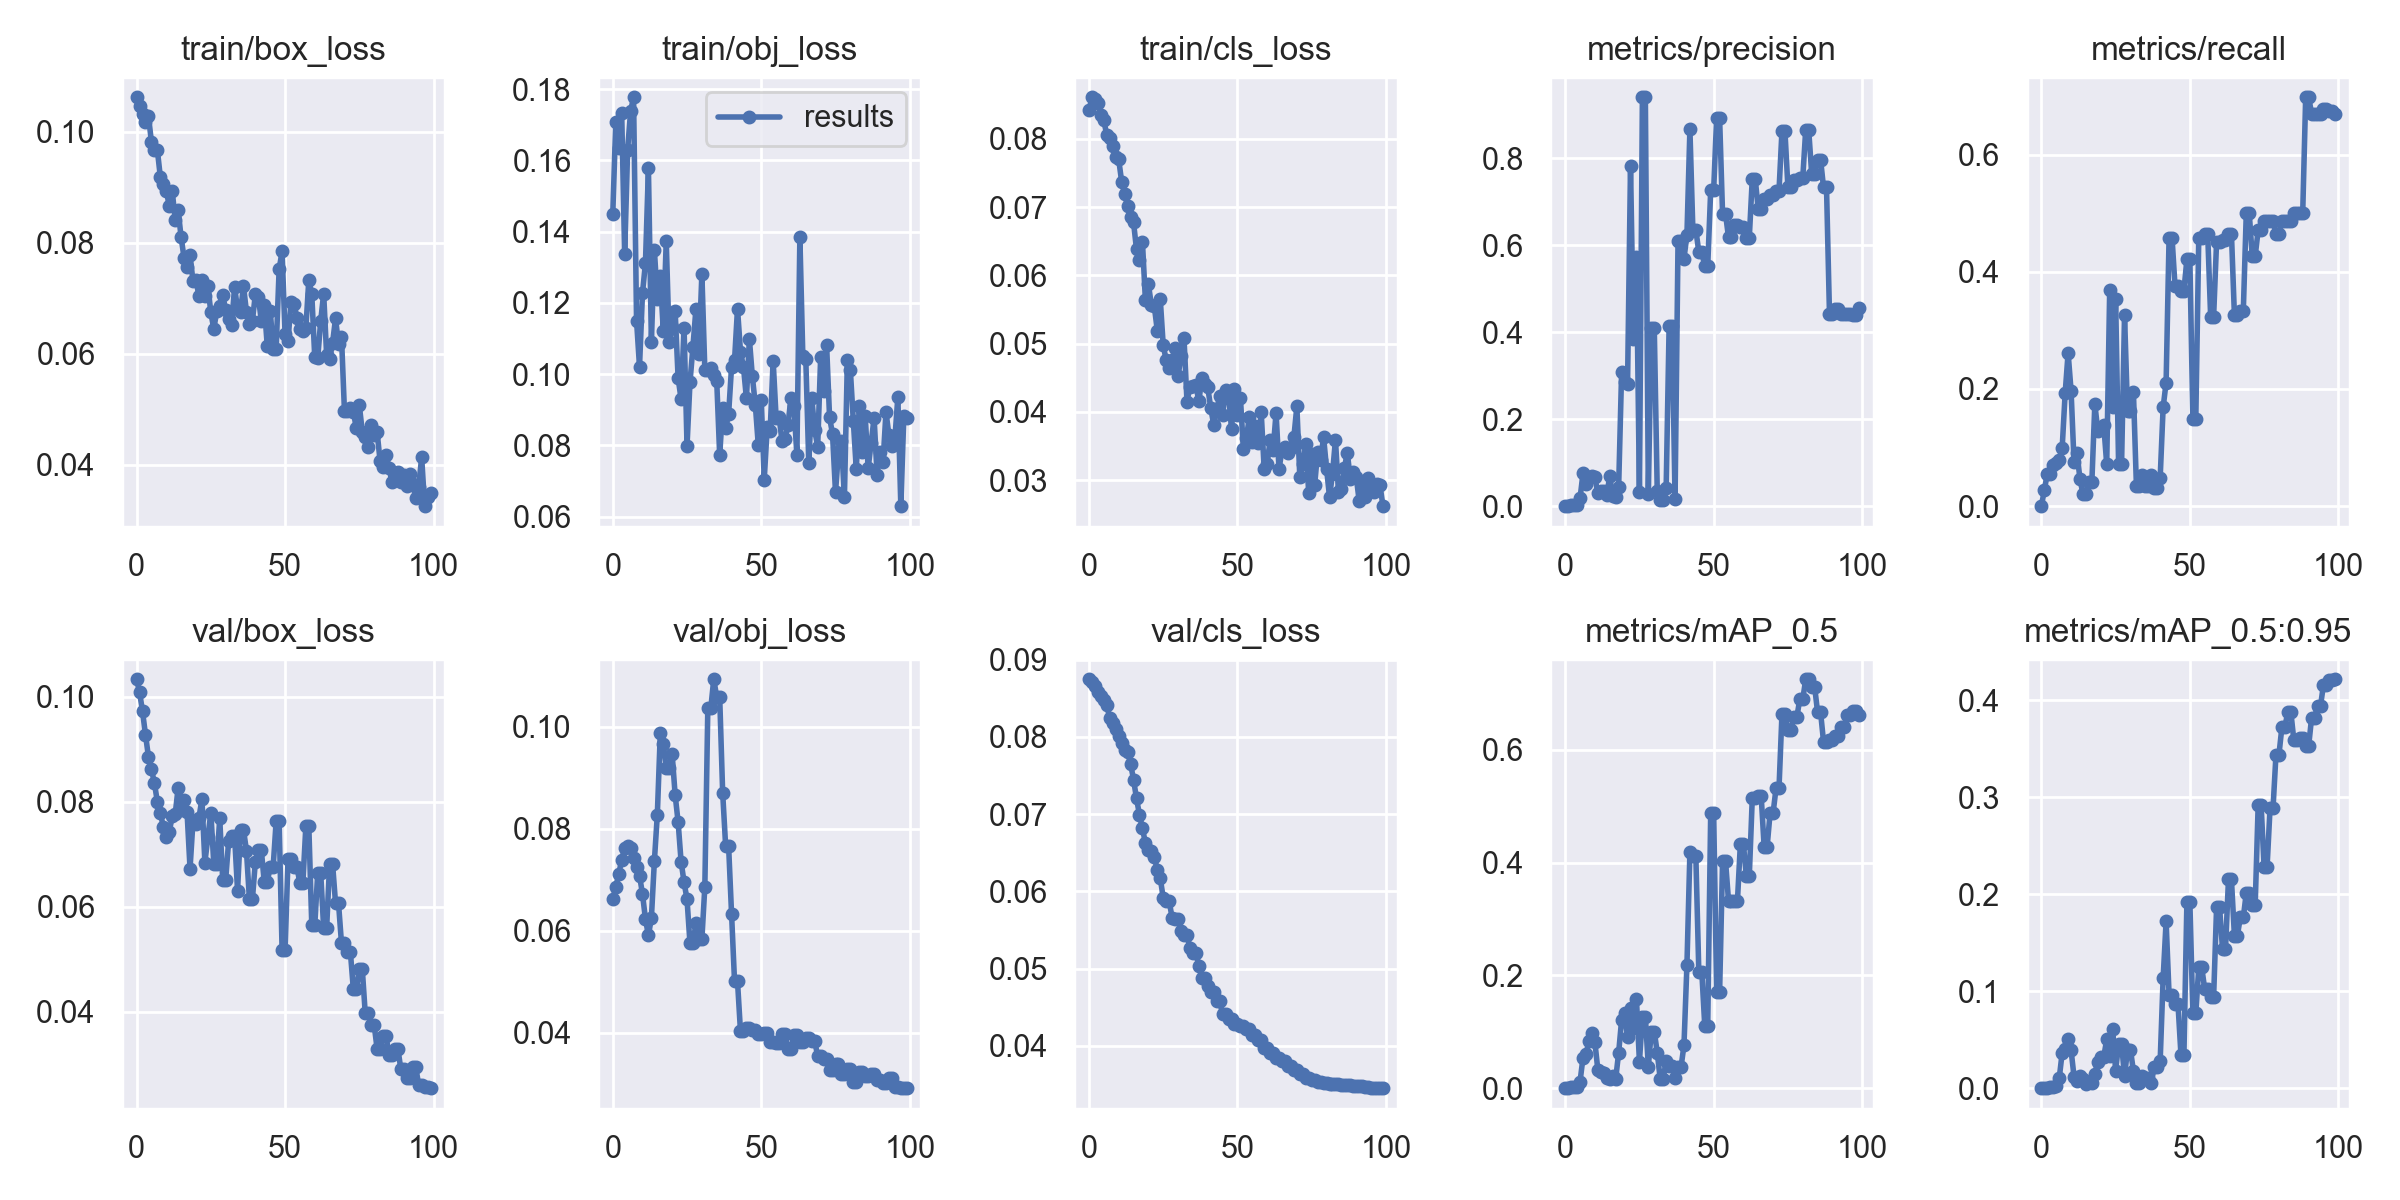 train/box_loss
0.10
0.08
0.06
0.04
0 50 100
train/obj_loss
results
0.18
0.16
0.14
0.12
0.10
0.08
0.06
0 50 100
train/cls_loss
0.08
0.07
0.06
0.05
0.04
0.03
0 50 100
metrics/precision
0.8
0.6
0.4
0.2
0.0
0 50 100
metrics/recall
0.6
0.4
0.2
0.0
0 50 100
val/box_loss
0.10
0.08
0.06
0.04
0 50 100
val/obj_loss
0.10
0.08
0.06
0.04
0 50 100
val/cls_loss
0.09
0.08
0.07
0.06
0.05
0.04
0 50 100
metrics/mAP_0.5
0.6
0.4
0.2
0.0
0 50 100
metrics/mAP_0.5:0.95
0.4
0.3
0.2
0.1
0.0
0 50 100